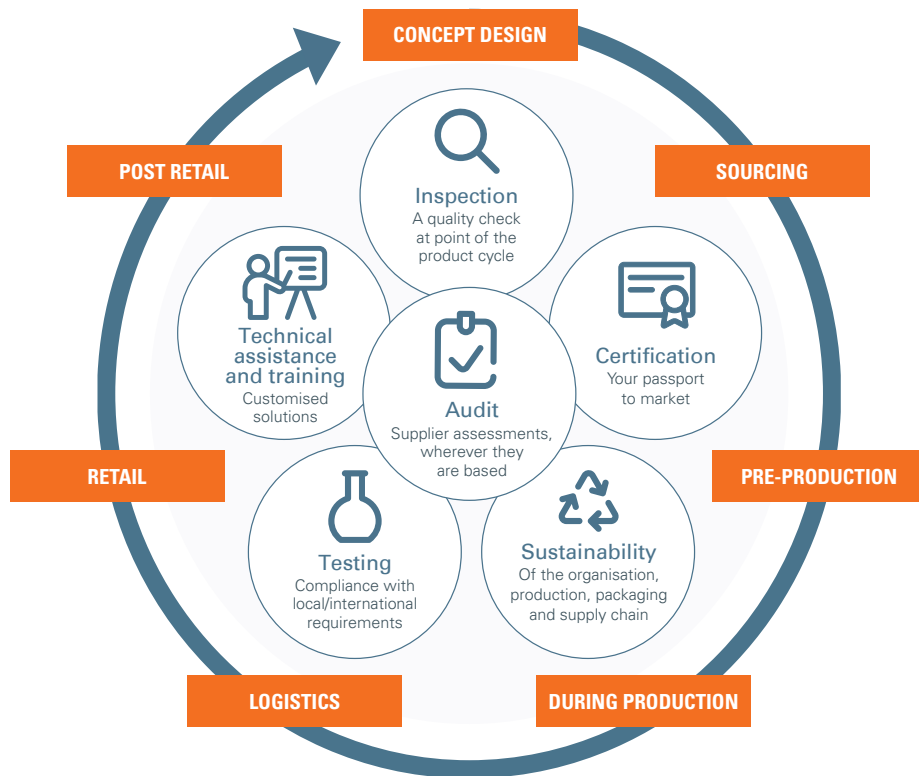 CONCEPT DESIGN
POST RETAIL
SOURCING
Inspection
A quality check
at point of the
product cycle
Technical
assistance
and training
Customised
solutions
Certification
Your passport
to market
Audit
Supplier assessments,
wherever they
are based
RETAIL
PRE-PRODUCTION
Testing
Compliance with
local/international
requirements
Sustainability
Of the organisation,
production, packaging
and supply chain
LOGISTICS
DURING PRODUCTION